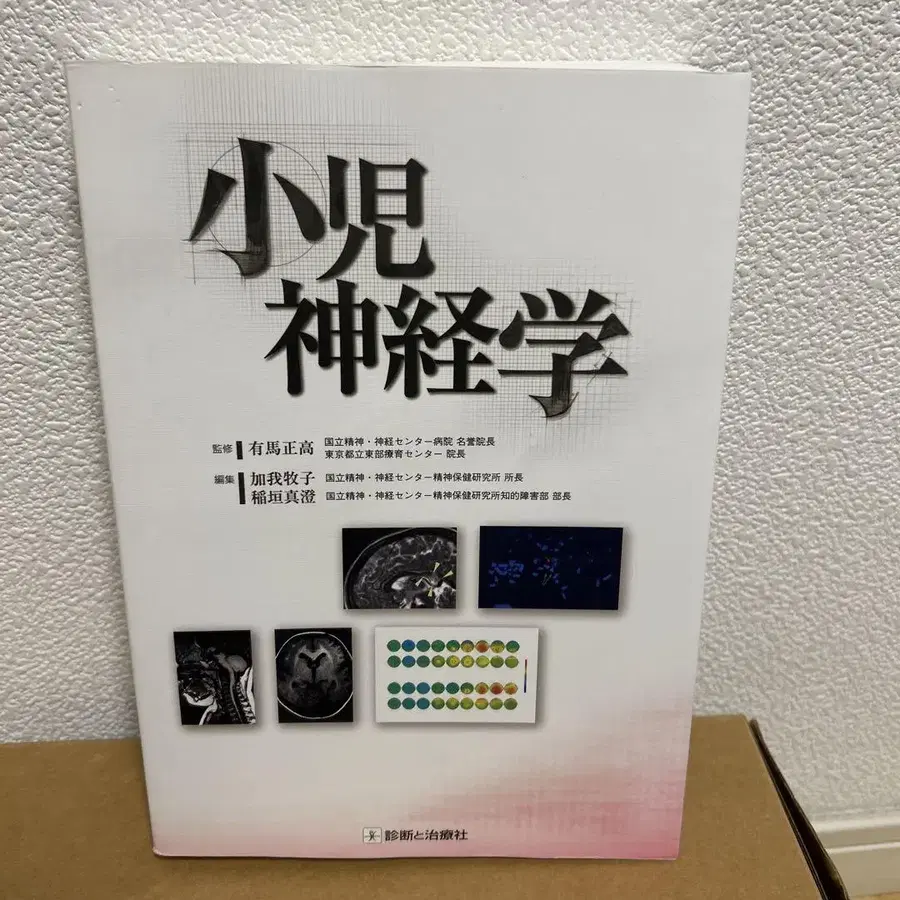 小児
神経学
監修 有馬正高 国立精神・神経センター病院 名誉院長
東京都立東部療育センター 院長
編集 加我牧子 国立精神・神経センター精神保健研究所 所長
稲垣真澄 国立精神・神経センター精神保健研究所知的障害部 部長
診断と治療社